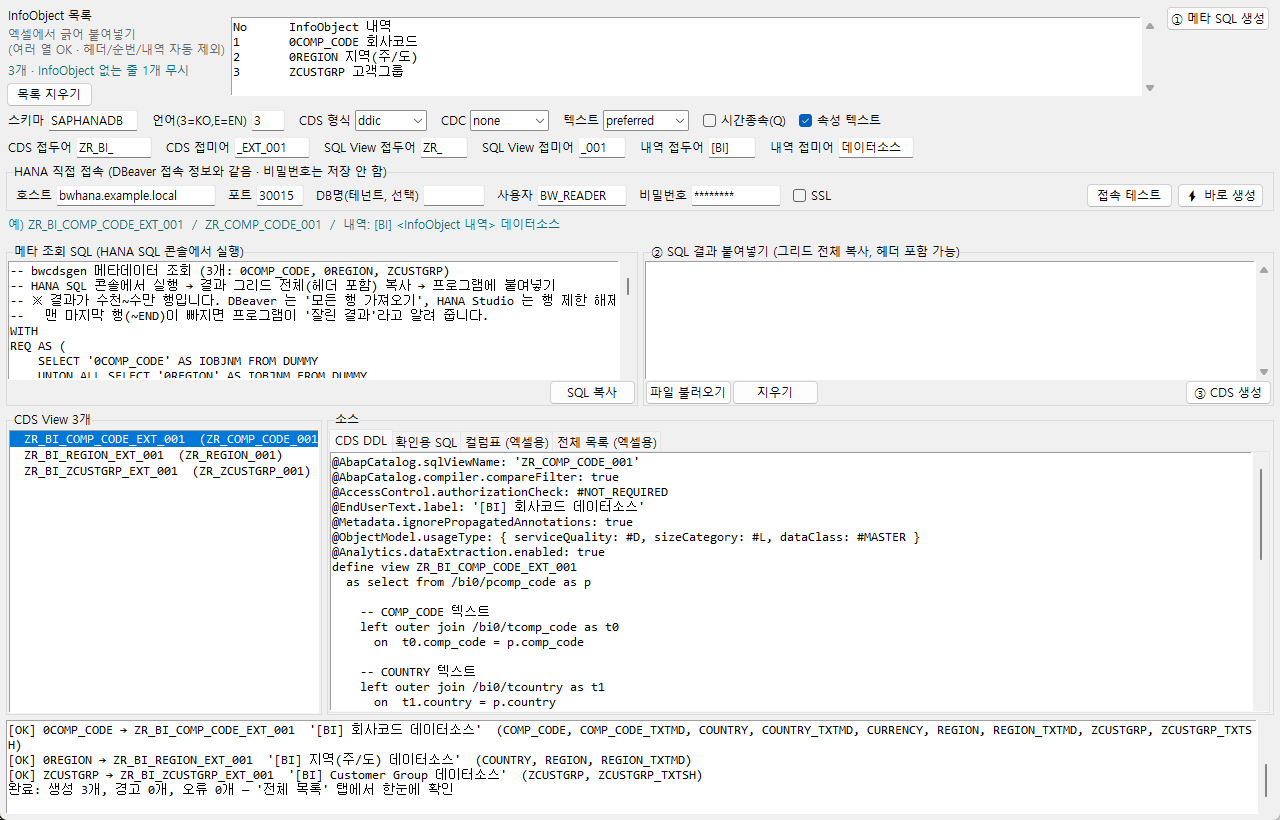 InfoObject 목록
엑셀에서 긁어 붙여넣기
(여러 열 OK · 헤더/순번/내역 자동 제외)
3개 · InfoObject 없는 줄 1개 무시
목록 지우기
No InfoObject 내역
1 0COMP_CODE 회사코드
2 0REGION 지역(주/도)
3 ZCUSTGRP 고객그룹
① 메타 SQL 생성
스키마 SAPHANADB 언어(3=KO,E=EN) 3 CDS 형식 ddic CDC none 텍스트 preferred 시간종속(Q) 속성 텍스트
CDS 접두어 ZR_BI_ CDS 접미어 _EXT_001 SQL View 접두어 ZR_ SQL View 접미어 _001 내역 접두어 [BI] 내역 접미어 데이터소스
HANA 직접 접속 (DBeaver 접속 정보와 같음 · 비밀번호는 저장 안 함)
호스트 bwhana.example.local 포트 30015 DB명(테넌트, 선택) 사용자 BW_READER 비밀번호 ******** SSL 접속 테스트 바로 생성
예) ZR_BI_COMP_CODE_EXT_001 / ZR_COMP_CODE_001 / 내역: [BI] <InfoObject 내역> 데이터소스
메타 조회 SQL (HANA SQL 콘솔에서 실행)
-- bwcdsgen 메타데이터 조회 (3개: 0COMP_CODE, 0REGION, ZCUSTGRP)
-- HANA SQL 콘솔에서 실행 → 결과 그리드 전체(헤더 포함) 복사 → 프로그램에 붙여넣기
-- ※ 결과가 수천~수만 행입니다. DBeaver 는 '모든 행 가져오기', HANA Studio 는 행 제한 해제
-- 맨 마지막 행(~END)이 빠지면 프로그램이 '잘린 결과'라고 알려 줍니다.
WITH
REQ AS (
SELECT '0COMP_CODE' AS IOBJNM FROM DUMMY
UNION ALL SELECT '0REGION' AS IOBJNM FROM DUMMY
SQL 복사
② SQL 결과 붙여넣기 (그리드 전체 복사, 헤더 포함 가능)
파일 불러오기 지우기 ③ CDS 생성
CDS View 3개
ZR_BI_COMP_CODE_EXT_001 (ZR_COMP_CODE_001
ZR_BI_REGION_EXT_001 (ZR_REGION_001)
ZR_BI_ZCUSTGRP_EXT_001 (ZR_ZCUSTGRP_001)
소스
CDS DDL 확인용 SQL 컬럼표 (엑셀용) 전체 목록 (엑셀용)
@AbapCatalog.sqlViewName: 'ZR_COMP_CODE_001'
@AbapCatalog.compiler.compareFilter: true
@AccessControl.authorizationCheck: #NOT_REQUIRED
@EndUserText.label: '[BI] 회사코드 데이터소스'
@Metadata.ignorePropagatedAnnotations: true
@ObjectModel.usageType: { serviceQuality: #D, sizeCategory: #L, dataClass: #MASTER }
@Analytics.dataExtraction.enabled: true
define view ZR_BI_COMP_CODE_EXT_001
as select from /bi0/pcomp_code as p
-- COMP_CODE 텍스트
left outer join /bi0/tcomp_code as t0
on t0.comp_code = p.comp_code
-- COUNTRY 텍스트
left outer join /bi0/tcountry as t1
on t1.country = p.country
[OK] 0COMP_CODE → ZR_BI_COMP_CODE_EXT_001 '[BI] 회사코드 데이터소스' (COMP_CODE, COMP_CODE_TXTMD, COUNTRY, COUNTRY_TXTMD, CURRENCY, REGION, REGION_TXTMD, ZCUSTGRP, ZCUSTGRP_TXTS
H)
[OK] 0REGION → ZR_BI_REGION_EXT_001 '[BI] 지역(주/도) 데이터소스' (COUNTRY, REGION, REGION_TXTMD)
[OK] ZCUSTGRP → ZR_BI_ZCUSTGRP_EXT_001 '[BI] Customer Group 데이터소스' (ZCUSTGRP, ZCUSTGRP_TXTSH)
완료: 생성 3개, 경고 0개, 오류 0개 — '전체 목록' 탭에서 한눈에 확인